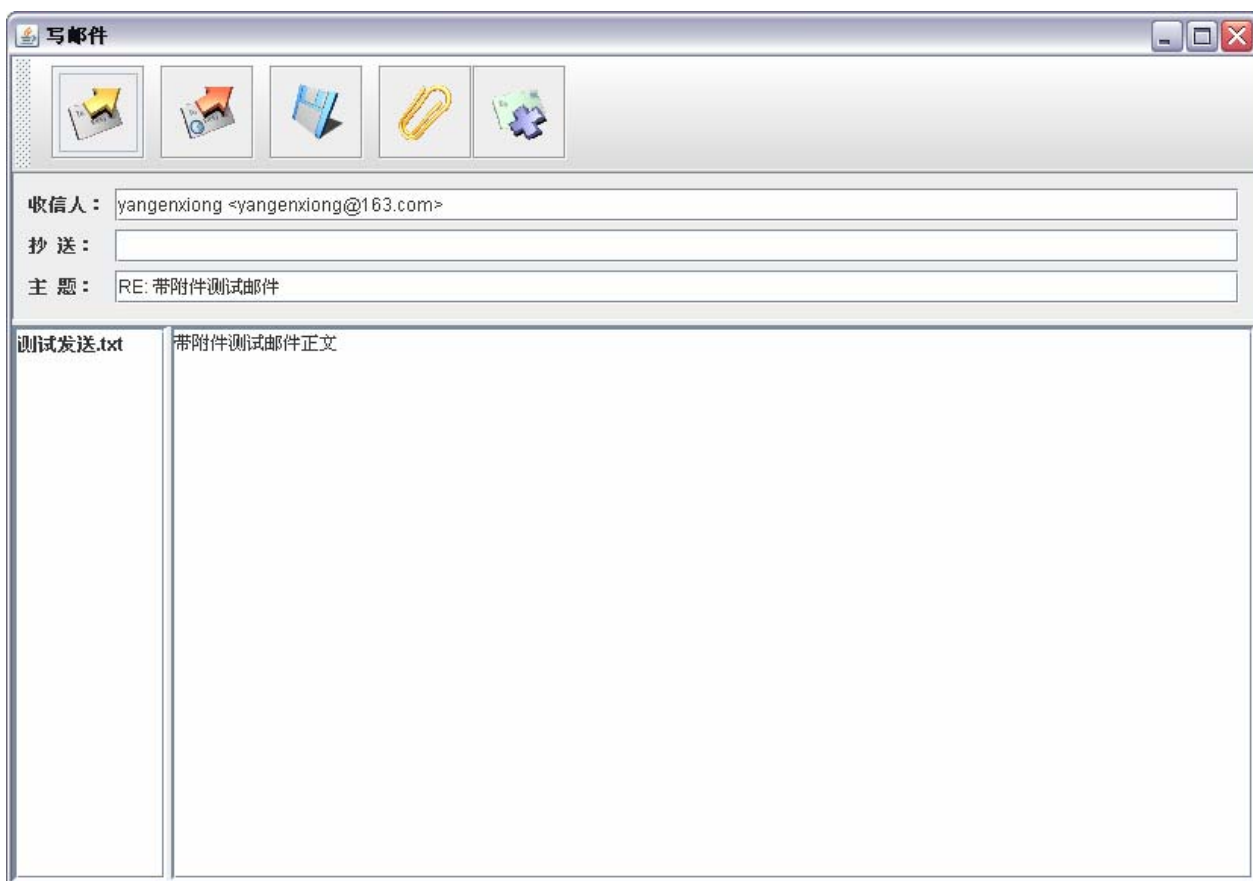 写邮件
收信人： yangenxiong <yangenxiong@163.com>
抄 送：
主 题： RE: 带附件测试邮件
测试发送.txt
带附件测试邮件正文